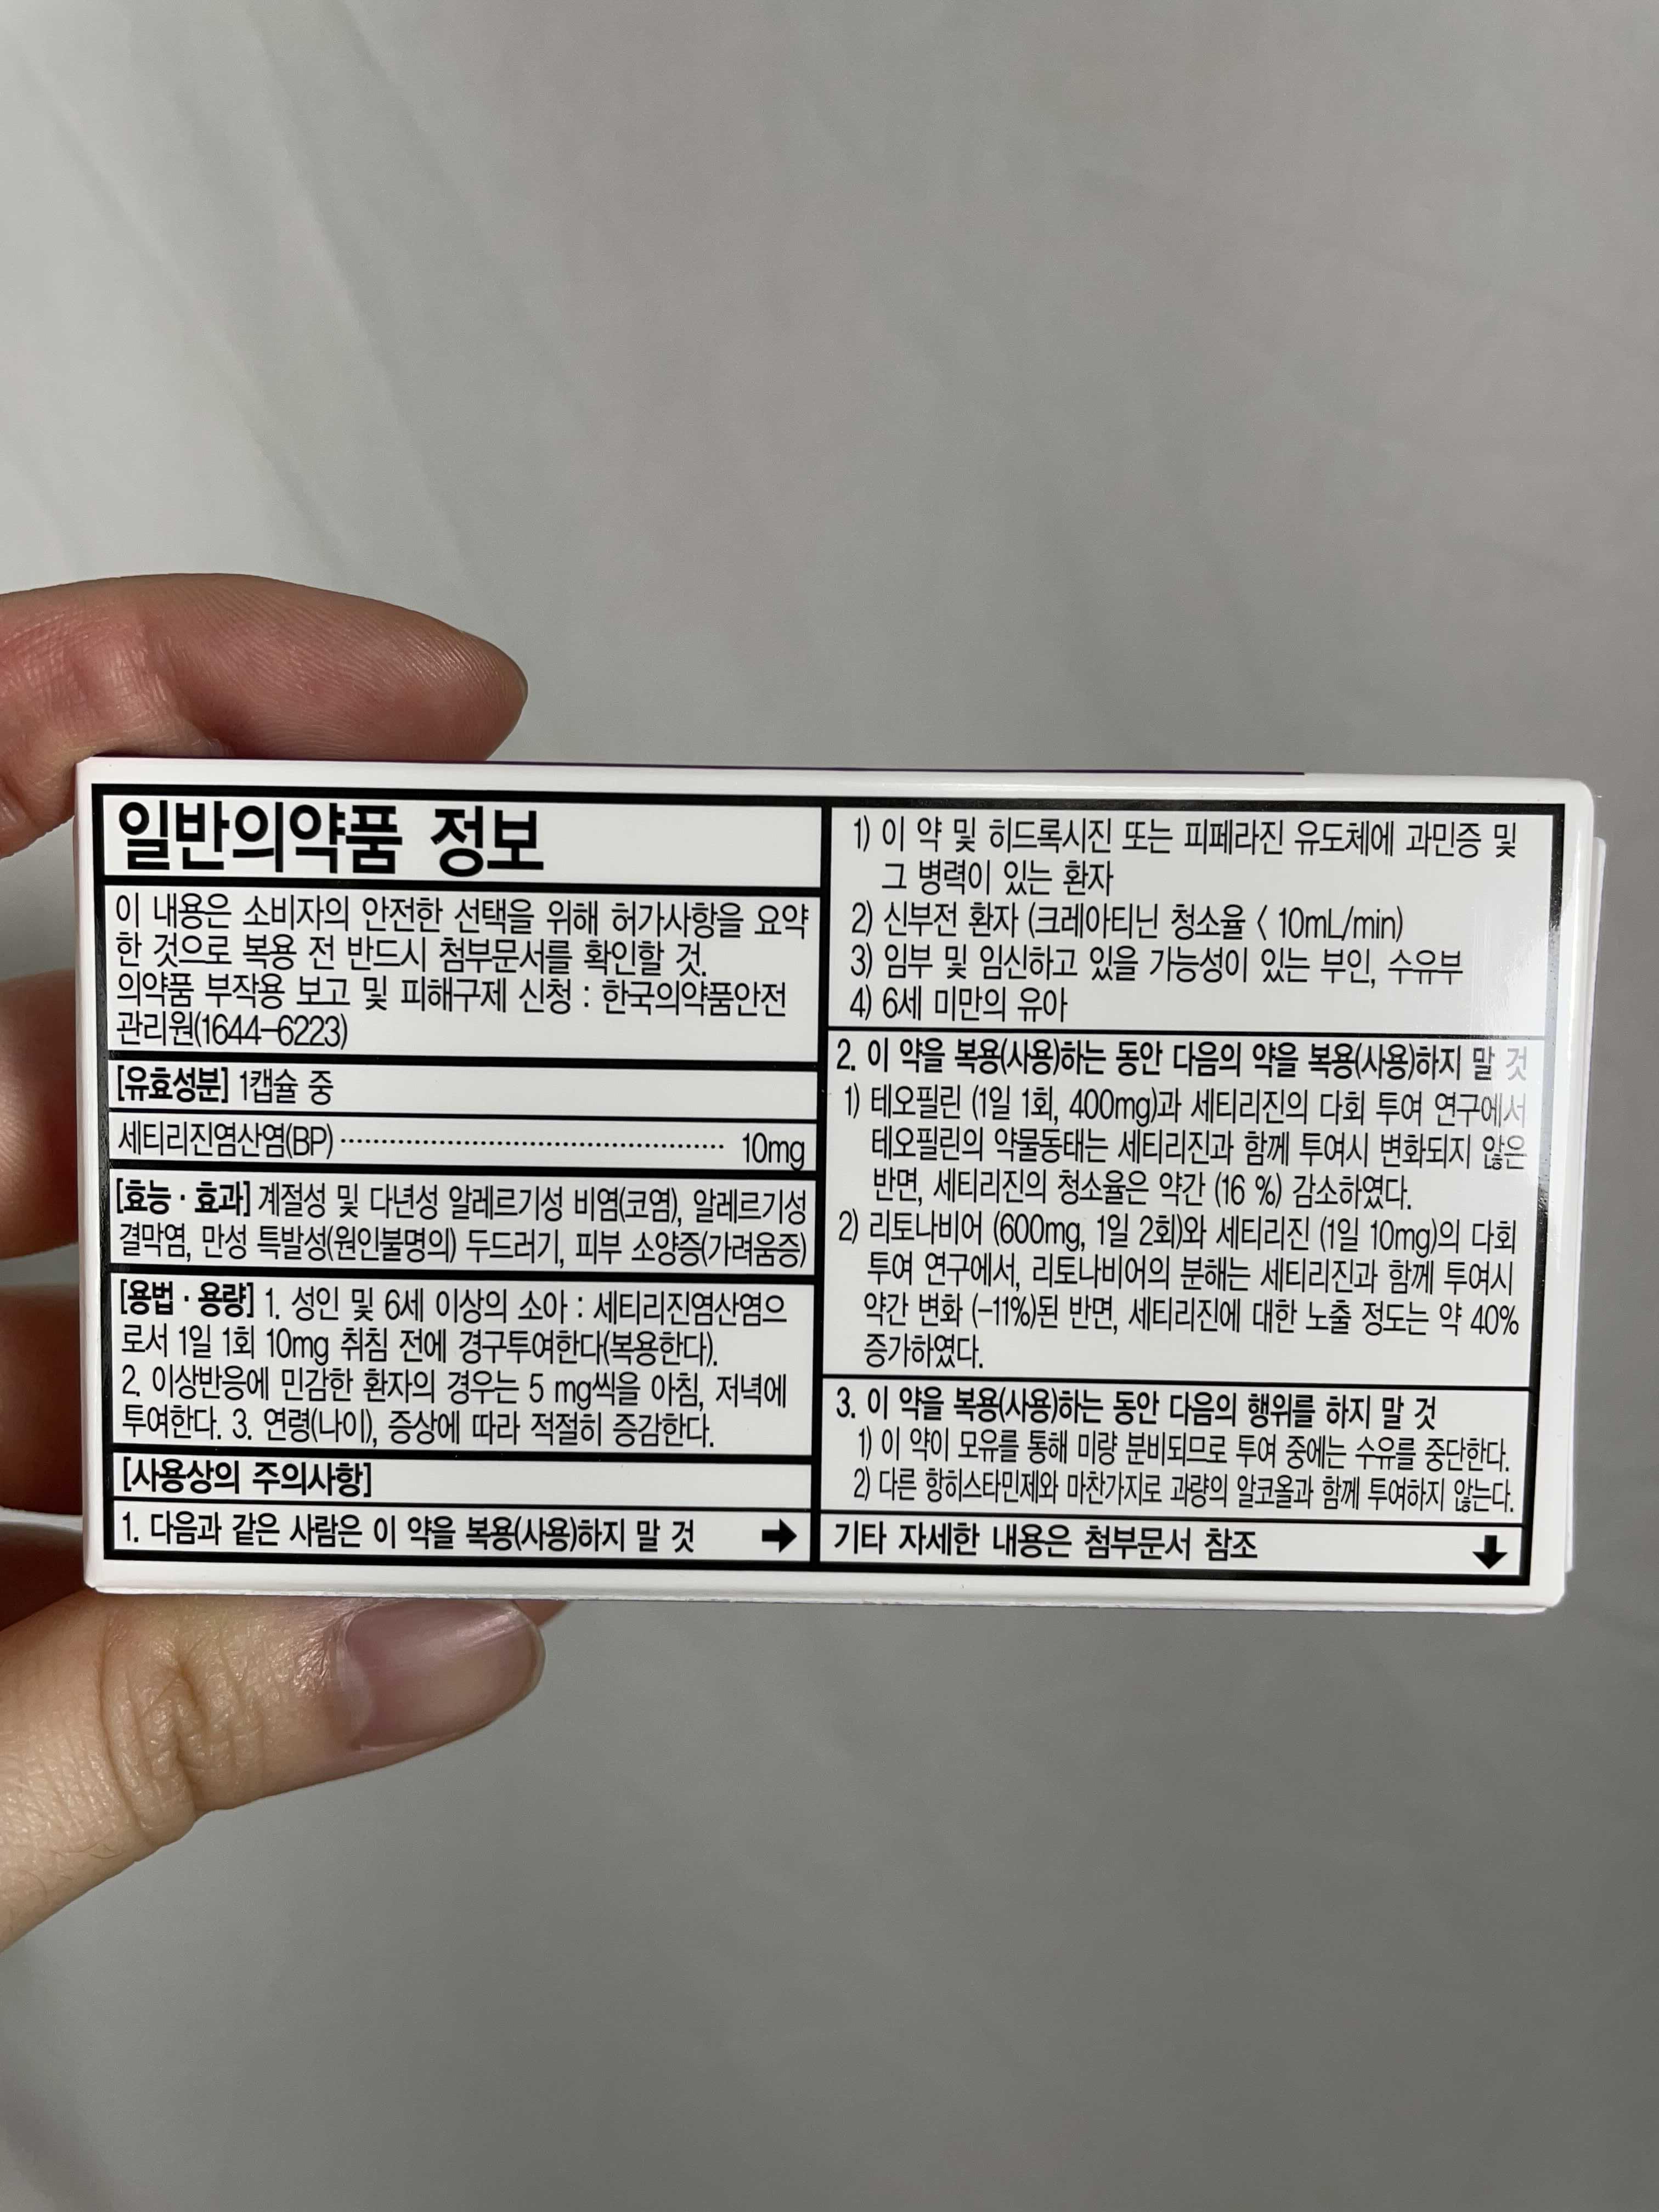 일반의약품 정보
이 내용은 소비자의 안전한 선택을 위해 허가사항을 요약
한 것으로 복용 전 반드시 첨부문서를 확인할 것.
의약품 부작용 보고 및 피해구제 신청 : 한국의약품안전
관리원(1644-6223)
[유효성분] 1캡슐 중
세티리진염산염(BP) ·············································· 10mg
[효능 · 효과] 계절성 및 다년성 알레르기성 비염(코염), 알레르기성
결막염, 만성 특발성(원인불명의) 두드러기, 피부 소양증(가려움증)
[용법 · 용량] 1. 성인 및 6세 이상의 소아 : 세티리진염산염으
로서 1일 1회 10mg 취침 전에 경구투여한다(복용한다).
2. 이상반응에 민감한 환자의 경우는 5 mg씩을 아침, 저녁에
투여한다. 3. 연령(나이), 증상에 따라 적절히 증감한다.
[사용상의 주의사항]
1. 다음과 같은 사람은 이 약을 복용(사용)하지 말 것 →
1) 이 약 및 히드록시진 또는 피페라진 유도체에 과민증 및
그 병력이 있는 환자
2) 신부전 환자 (크레아티닌 청소율 < 10mL/min)
3) 임부 및 임신하고 있을 가능성이 있는 부인, 수유부
4) 6세 미만의 유아
2. 이 약을 복용(사용)하는 동안 다음의 약을 복용(사용)하지 말 것
1) 테오필린 (1일 1회, 400mg)과 세티리진의 다회 투여 연구에서
테오필린의 약물동태는 세티리진과 함께 투여시 변화되지 않은
반면, 세티리진의 청소율은 약간 (16 %) 감소하였다.
2) 리토나비어 (600mg, 1일 2회)와 세티리진 (1일 10mg)의 다회
투여 연구에서, 리토나비어의 분해는 세티리진과 함께 투여시
약간 변화 (-11%)된 반면, 세티리진에 대한 노출 정도는 약 40%
증가하였다.
3. 이 약을 복용(사용)하는 동안 다음의 행위를 하지 말 것
1) 이 약이 모유를 통해 미량 분비되므로 투여 중에는 수유를 중단한다.
2) 다른 항히스타민제와 마찬가지로 과량의 알코올과 함께 투여하지 않는다.
기타 자세한 내용은 첨부문서 참조 ↓